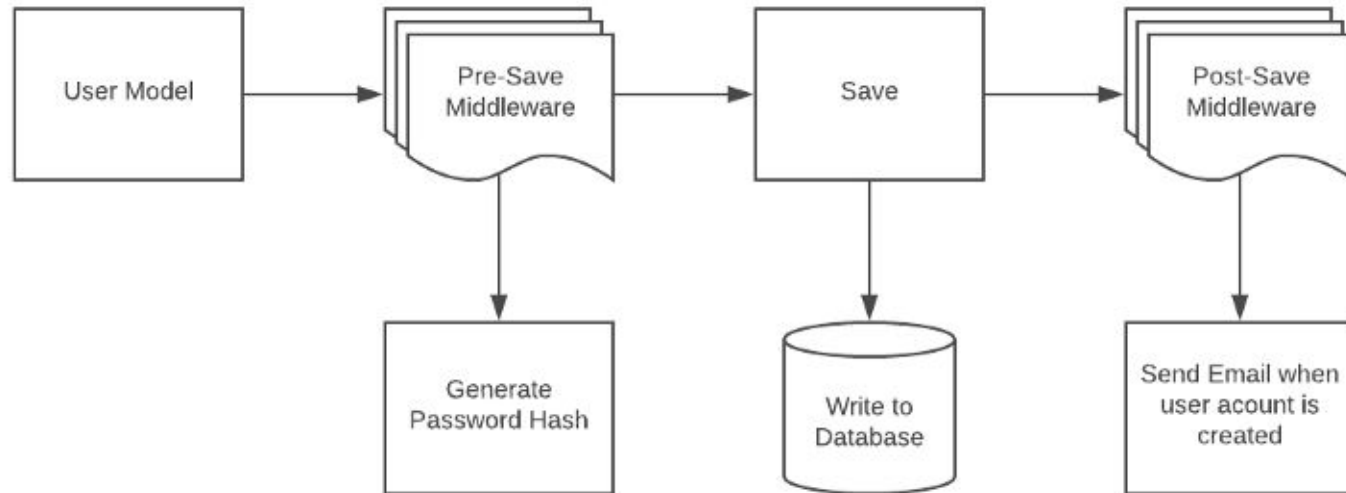 User Model
Pre-Save
Middleware
Save
Post-Save
Middleware
Generate
Password Hash
Write to
Database
Send Email when
user acount is
created